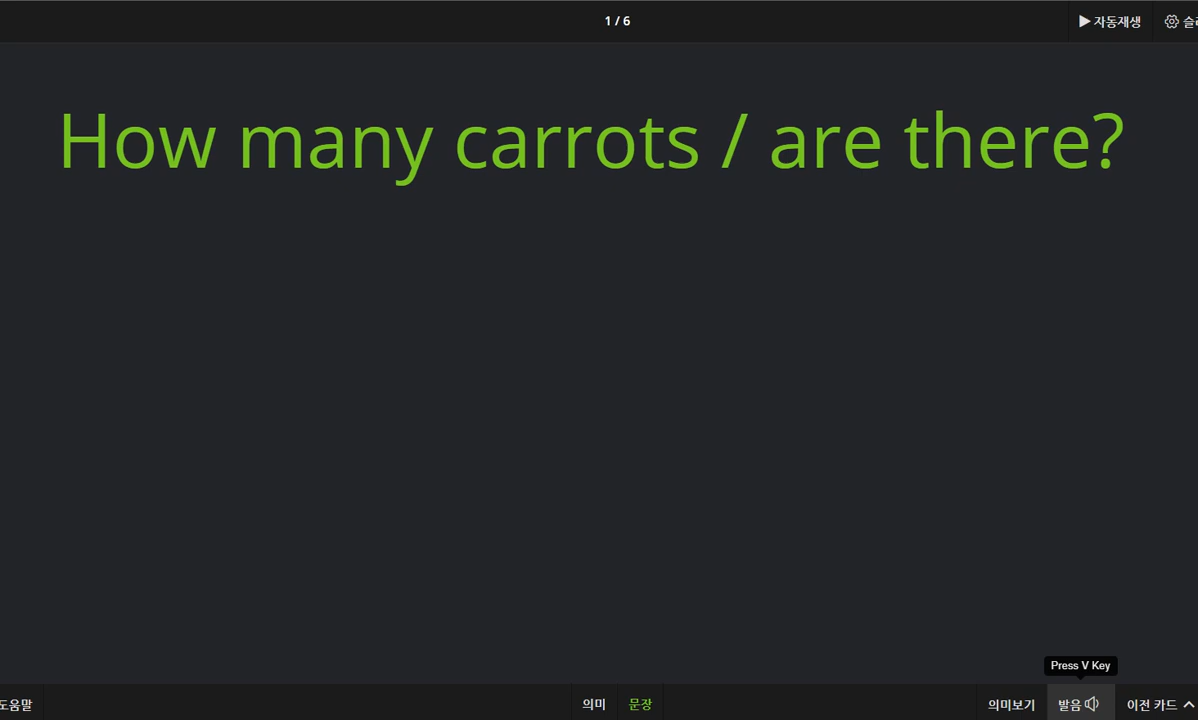 1 / 6
▶ 자동재생
How many carrots / are there?
Press V Key
도움말
의미
문장
의미보기
발음
이전 카드